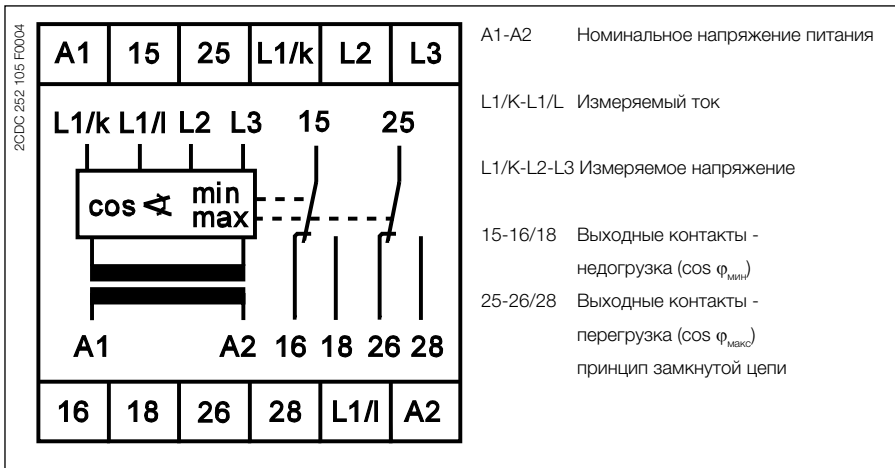 2CDC 252 105 F0004
A1 15 25 L1/k L2 L3
L1/k L1/l L2 L3 15 25
cos ∢ min
max
A1 A2 16 18 26 28
16 18 26 28 L1/l A2
A1-A2 Номинальное напряжение питания
L1/K-L1/L Измеряемый ток
L1/K-L2-L3 Измеряемое напряжение
15-16/18 Выходные контакты -
недогрузка (cos φмин)
25-26/28 Выходные контакты -
перегрузка (cos φмакс)
принцип замкнутой цепи